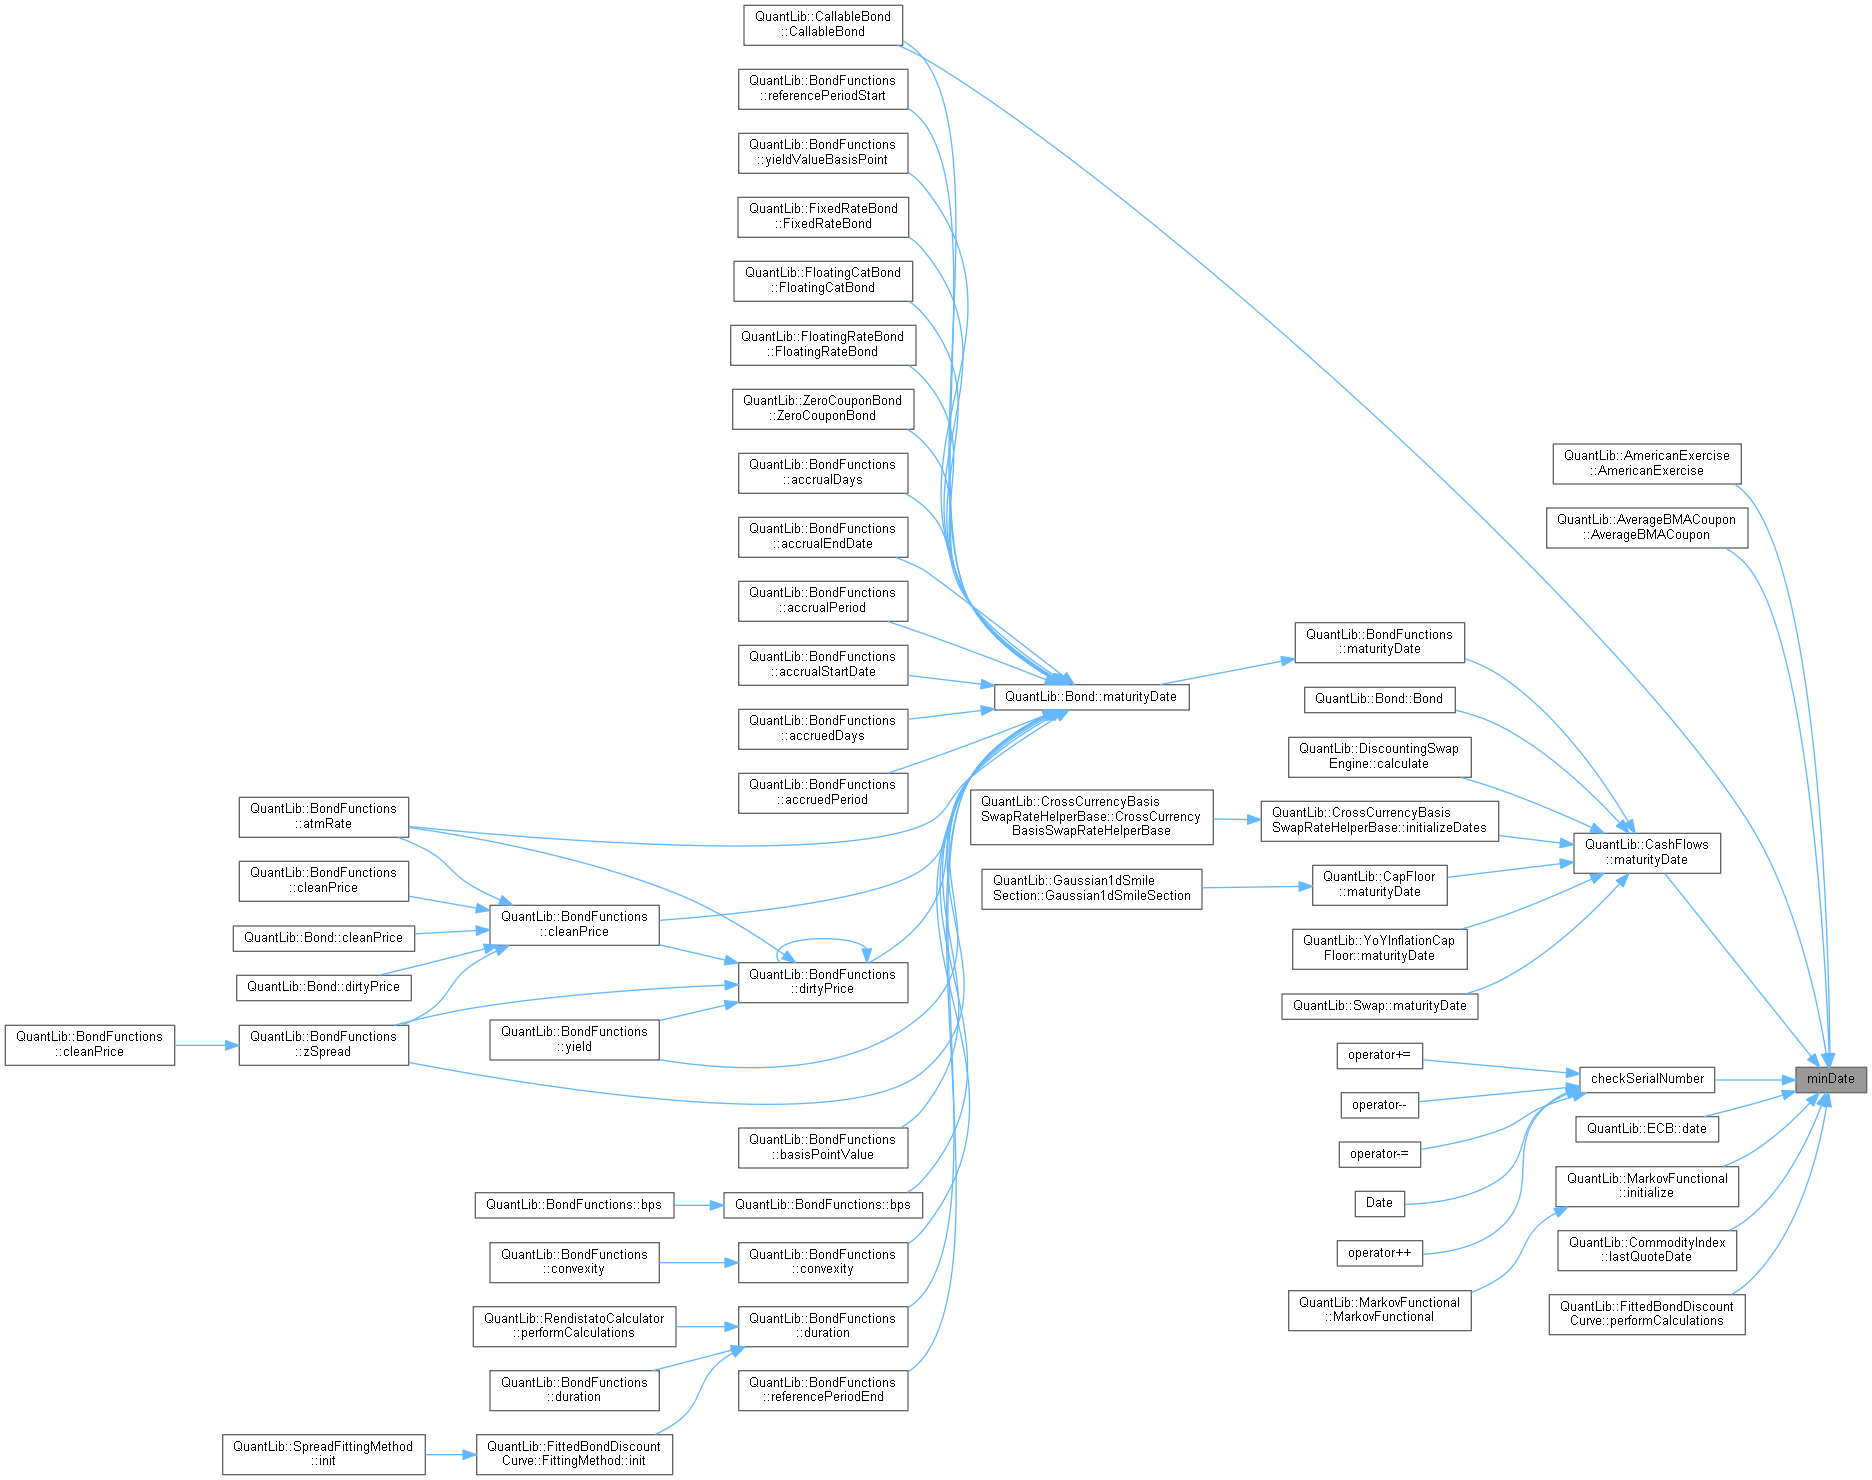 QuantLib::CallableBond
::CallableBond
QuantLib::BondFunctions
::referencePeriodStart
QuantLib::BondFunctions
::yieldValueBasisPoint
QuantLib::FixedRateBond
::FixedRateBond
QuantLib::FloatingCatBond
::FloatingCatBond
QuantLib::FloatingRateBond
::FloatingRateBond
QuantLib::ZeroCouponBond
::ZeroCouponBond
QuantLib::BondFunctions
::accrualDays
QuantLib::BondFunctions
::accrualEndDate
QuantLib::BondFunctions
::accrualPeriod
QuantLib::BondFunctions
::accrualStartDate
QuantLib::BondFunctions
::accruedDays
QuantLib::BondFunctions
::accruedPeriod
QuantLib::BondFunctions
::atmRate
QuantLib::BondFunctions
::cleanPrice
QuantLib::Bond::cleanPrice
QuantLib::Bond::dirtyPrice
QuantLib::BondFunctions
::zSpread
QuantLib::BondFunctions
::cleanPrice
QuantLib::BondFunctions
::cleanPrice
QuantLib::BondFunctions
::dirtyPrice
QuantLib::BondFunctions
::yield
QuantLib::BondFunctions
::basisPointValue
QuantLib::BondFunctions::bps
QuantLib::BondFunctions::bps
QuantLib::BondFunctions
::convexity
QuantLib::BondFunctions
::convexity
QuantLib::RendistatoCalculator
::performCalculations
QuantLib::BondFunctions
::duration
QuantLib::BondFunctions
::duration
QuantLib::BondFunctions
::referencePeriodEnd
QuantLib::SpreadFittingMethod
::init
QuantLib::FittedBondDiscount
Curve::FittingMethod::init
QuantLib::Bond::maturityDate
QuantLib::CrossCurrencyBasis
SwapRateHelperBase::CrossCurrency
BasisSwapRateHelperBase
QuantLib::Gaussian1dSmile
Section::Gaussian1dSmileSection
QuantLib::BondFunctions
::maturityDate
QuantLib::Bond::Bond
QuantLib::DiscountingSwap
Engine::calculate
QuantLib::CrossCurrencyBasis
SwapRateHelperBase::initializeDates
QuantLib::CapFloor
::maturityDate
QuantLib::YoYInflationCap
Floor::maturityDate
QuantLib::Swap::maturityDate
operator+=
operator--
operator-=
Date
operator++
QuantLib::MarkovFunctional
::MarkovFunctional
QuantLib::AmericanExercise
::AmericanExercise
QuantLib::AverageBMACoupon
::AverageBMACoupon
QuantLib::CashFlows
::maturityDate
checkSerialNumber
QuantLib::ECB::date
QuantLib::MarkovFunctional
::initialize
QuantLib::CommodityIndex
::lastQuoteDate
QuantLib::FittedBondDiscount
Curve::performCalculations
minDate